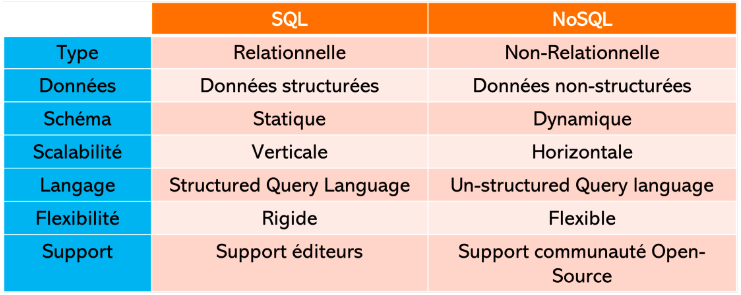 SQL NoSQL
Type Relationnelle Non-Relationnelle
Données Données structurées Données non-structurées
Schéma Statique Dynamique
Scalabilité Verticale Horizontale
Langage Structured Query Language Un-structured Query language
Flexibilité Rigide Flexible
Support Support éditeurs Support communauté Open-
Source